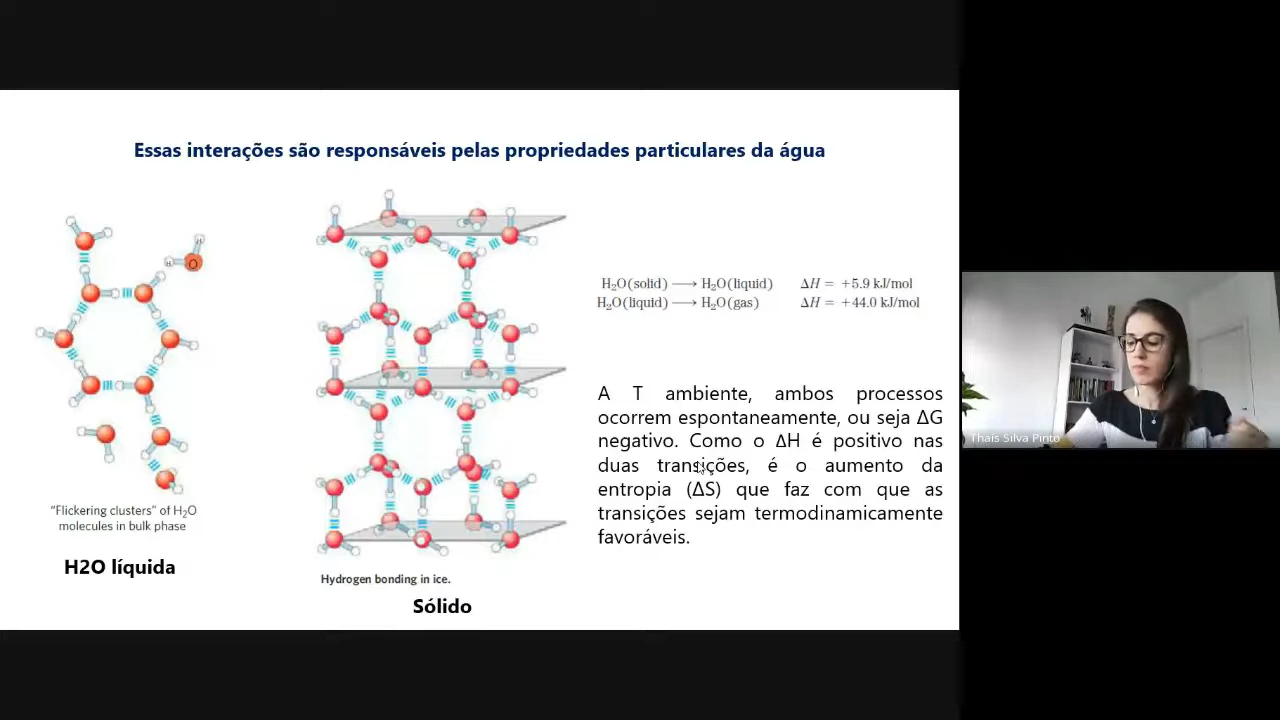 Essas interações são responsáveis pelas propriedades particulares da água
H
H
O
"Flickering clusters" of H2O
molecules in bulk phase
H2O líquida
Hydrogen bonding in ice.
Sólido
H2O(solid) ⟶ H2O(liquid) ΔH = +5.9 kJ/mol
H2O(liquid) ⟶ H2O(gas) ΔH = +44.0 kJ/mol
A T ambiente, ambos processos
ocorrem espontaneamente, ou seja ΔG
negativo. Como o ΔH é positivo nas
duas transições, é o aumento da
entropia (ΔS) que faz com que as
transições sejam termodinamicamente
favoráveis.
Thais Silva Pinto